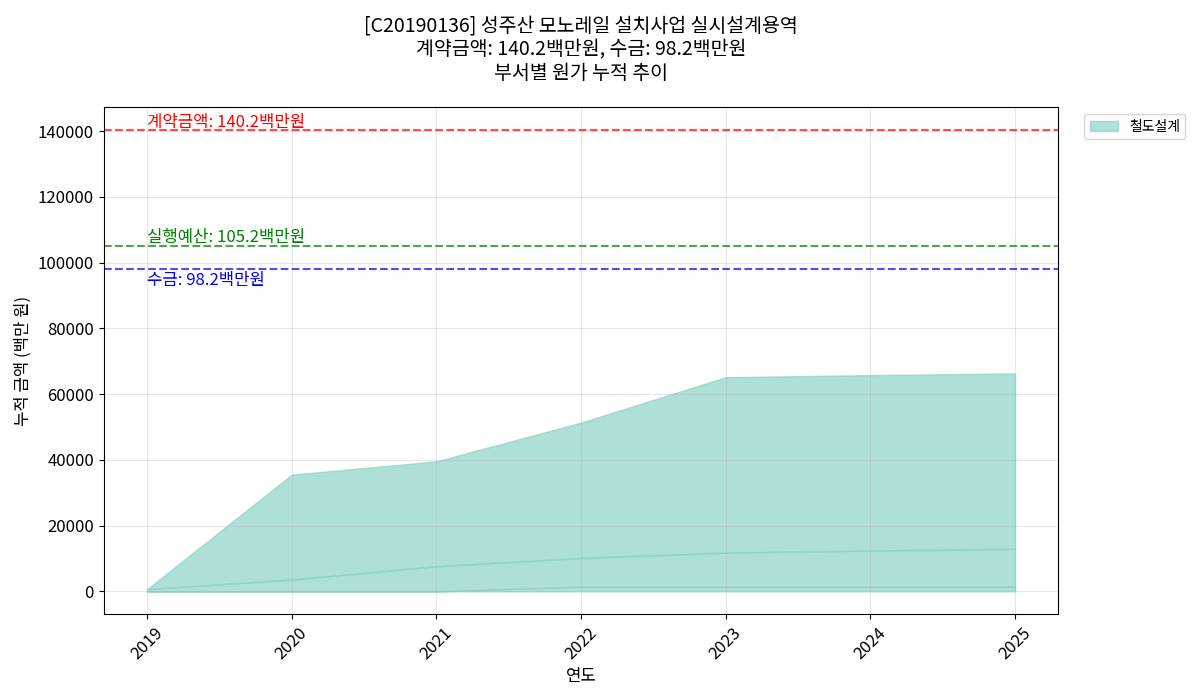 [C20190136] 성주산 모노레일 설치사업 실시설계용역
계약금액: 140.2백만원, 수금: 98.2백만원
부서별 원가 누적 추이
철도설계
계약금액: 140.2백만원
실행예산: 105.2백만원
수금: 98.2백만원
누적 금액 (백만 원)
140000
120000
100000
80000
60000
40000
20000
0
2019
2020
2021
2022
2023
2024
2025
연도